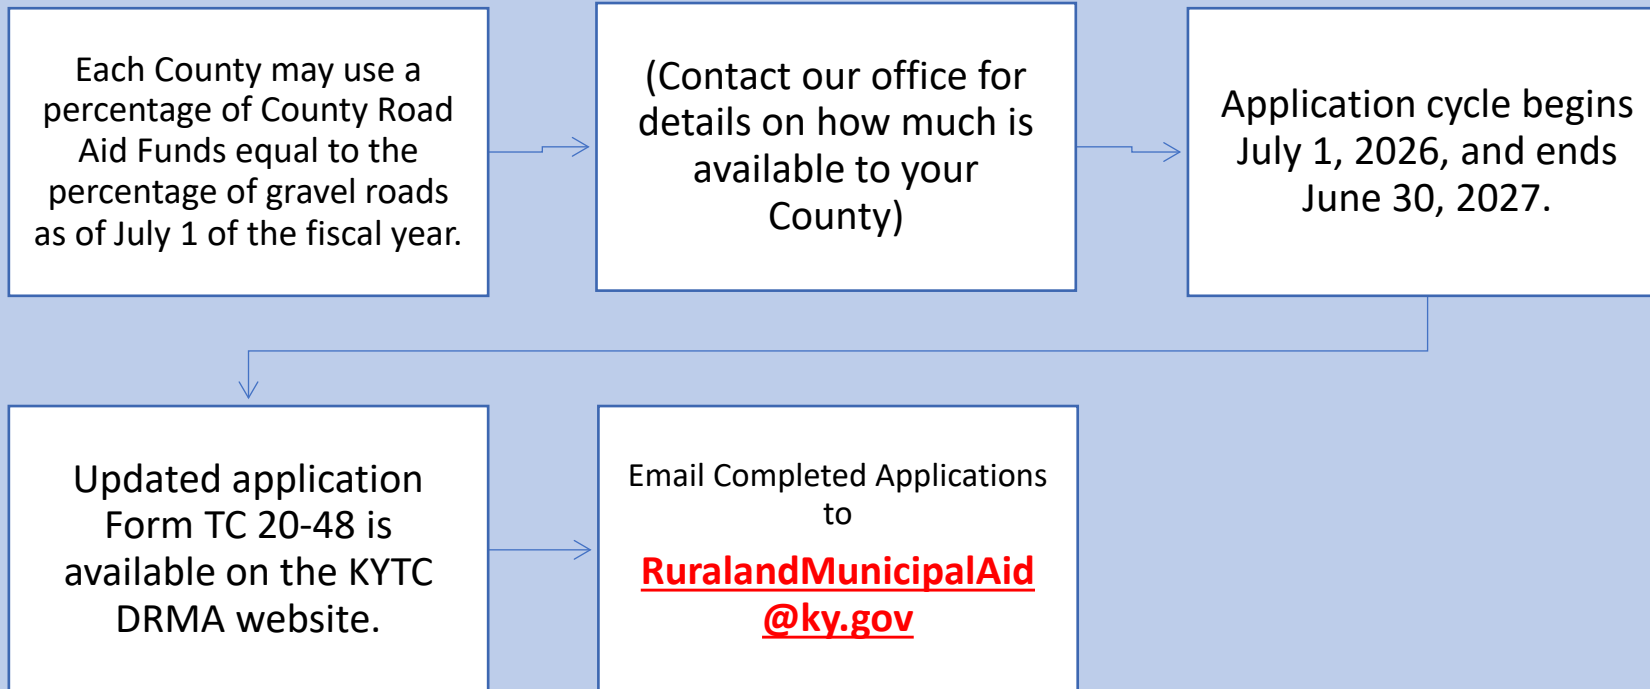 Each County may use a
percentage of County Road
Aid Funds equal to the
percentage of gravel roads
as of July 1 of the fiscal year.
(Contact our office for
details on how much is
available to your
County)
Application cycle begins
July 1, 2026, and ends
June 30, 2027.
Updated application
Form TC 20-48 is
available on the KYTC
DRMA website.
Email Completed Applications
to
RuralandMunicipalAid
@ky.gov